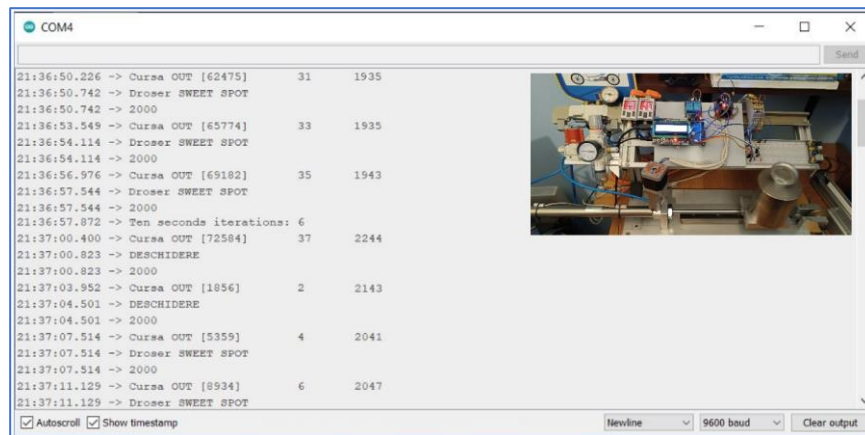 COM4
Send
21:36:50.226 -> Cursa OUT [62475] 31 1935
21:36:50.742 -> Droser SWEET SPOT
21:36:50.742 -> 2000
21:36:53.549 -> Cursa OUT [65774] 33 1935
21:36:54.114 -> Droser SWEET SPOT
21:36:54.114 -> 2000
21:36:56.976 -> Cursa OUT [69182] 35 1943
21:36:57.544 -> Droser SWEET SPOT
21:36:57.544 -> 2000
21:36:57.872 -> Ten seconds iterations: 6
21:37:00.400 -> Cursa OUT [72584] 37 2244
21:37:00.823 -> DESCHIDERE
21:37:00.823 -> 2000
21:37:03.952 -> Cursa OUT [1856] 2 2143
21:37:04.501 -> DESCHIDERE
21:37:04.501 -> 2000
21:37:07.514 -> Cursa OUT [5359] 4 2041
21:37:07.514 -> Droser SWEET SPOT
21:37:07.514 -> 2000
21:37:11.129 -> Cursa OUT [8934] 6 2047
21:37:11.129 -> Droser SWEET SPOT
Autoscroll Show timestamp Newline 9600 baud Clear output